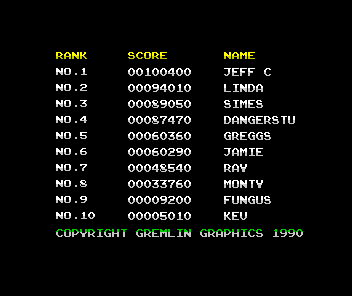 RANK SCORE NAME
NO.1 00100400 JEFF C
NO.2 00094010 LINDA
NO.3 00089050 SIMES
NO.4 00087470 DANGERSTU
NO.5 00060360 GREGGS
NO.6 00060290 JAMIE
NO.7 00048540 RAY
NO.8 00033760 MONTY
NO.9 00009200 FUNGUS
NO.10 00005010 KEV
COPYRIGHT GREMLIN GRAPHICS 1990